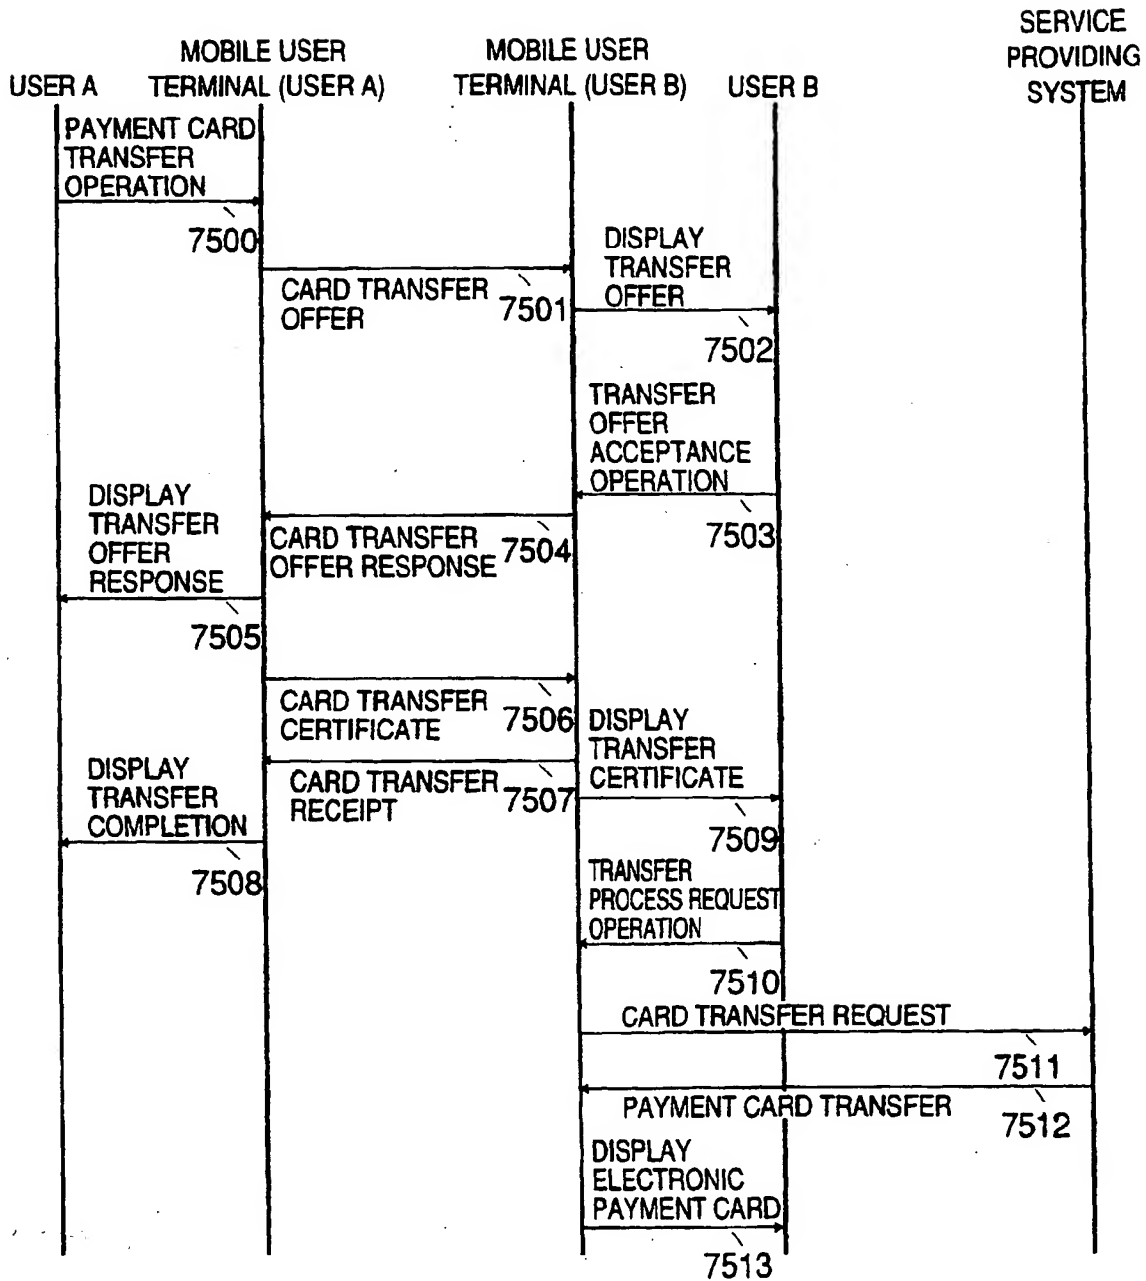 SERVICE
PROVIDING
SYSTEM
MOBILE USER
TERMINAL (USER A)
MOBILE USER
TERMINAL (USER B)
USER A
USER B
PAYMENT CARD
TRANSFER
OPERATION
7500
CARD TRANSFER
OFFER
7501
DISPLAY
TRANSFER
OFFER
7502
TRANSFER
OFFER
ACCEPTANCE
OPERATION
7503
CARD TRANSFER
OFFER RESPONSE
7504
DISPLAY
TRANSFER
OFFER
RESPONSE
7505
CARD TRANSFER
CERTIFICATE
7506
CARD TRANSFER
RECEIPT
7507
DISPLAY
TRANSFER
COMPLETION
7508
DISPLAY
TRANSFER
CERTIFICATE
7509
TRANSFER
PROCESS REQUEST
OPERATION
7510
CARD TRANSFER REQUEST
7511
PAYMENT CARD TRANSFER
7512
DISPLAY
ELECTRONIC
PAYMENT CARD
7513